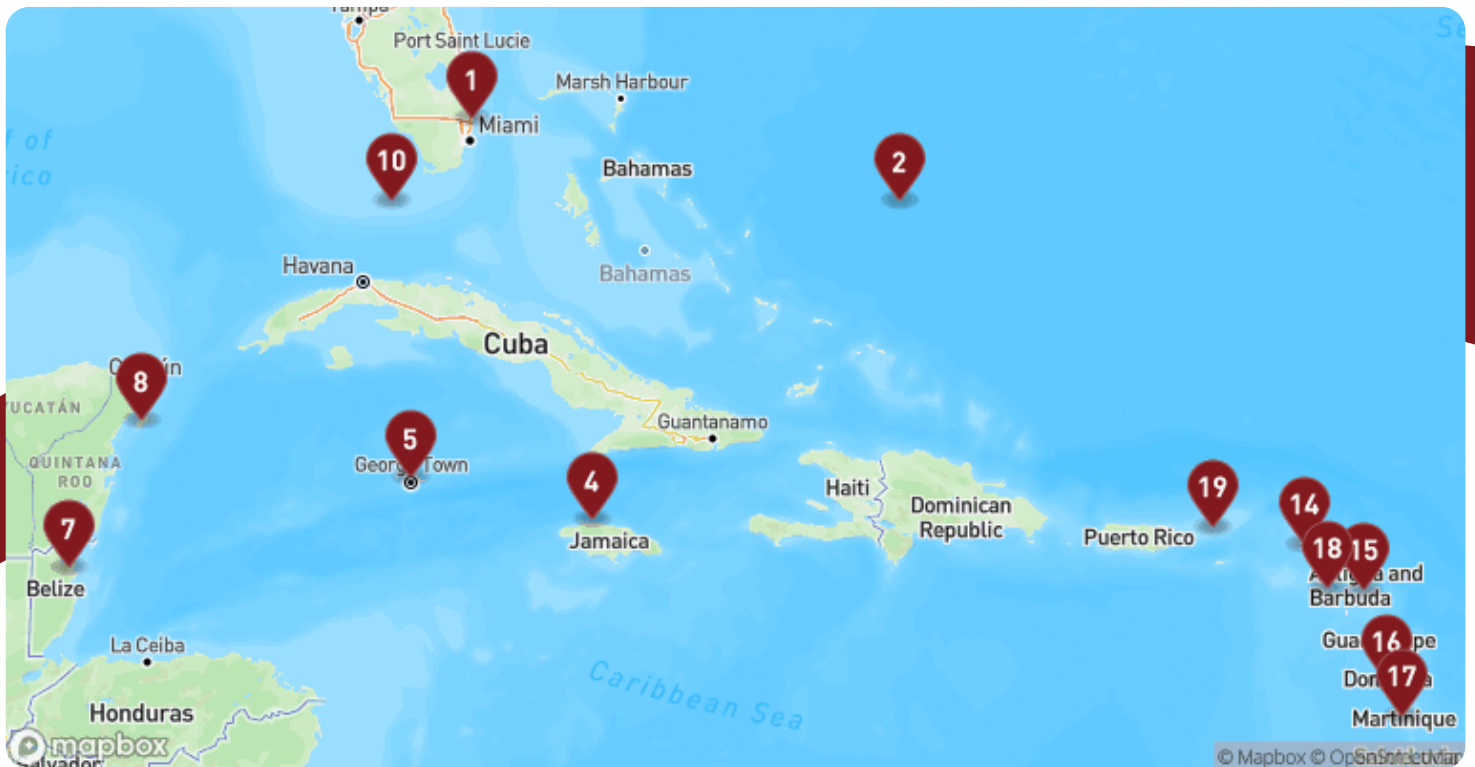 Port Saint Lucie
1
Marsh Harbour
Miami
10
2
Bahamas
Havana
Bahamas
Cuba
8
YUCATÁN
5
Guantanamo
QUINTANA
ROO
George Town
4
Haiti
Dominican
Republic
19
14
7
Jamaica
Puerto Rico
18
15
Belize
and
Barbuda
La Ceiba
16
Caribbean Sea
17
Honduras
Martinique
mapbox
© Mapbox ©